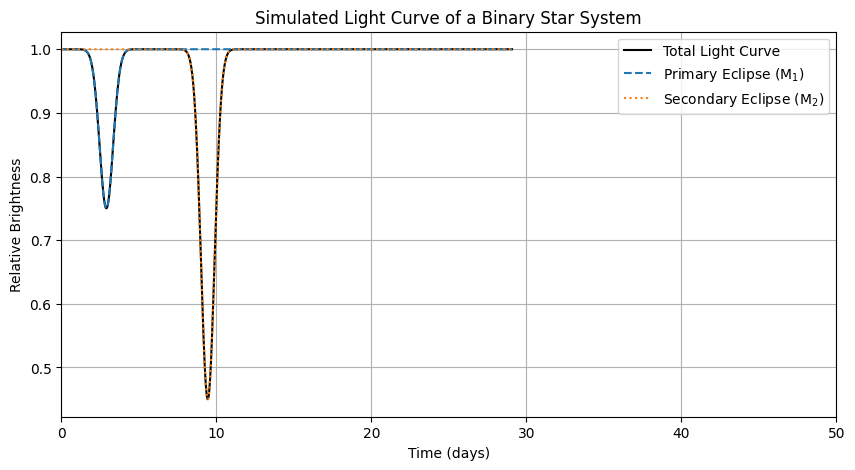 Simulated Light Curve of a Binary Star System
Total Light Curve
Primary Eclipse (M₁)
Secondary Eclipse (M₂)
Relative Brightness
1.0
0.9
0.8
0.7
0.6
0.5
0 10 20 30 40 50
Time (days)